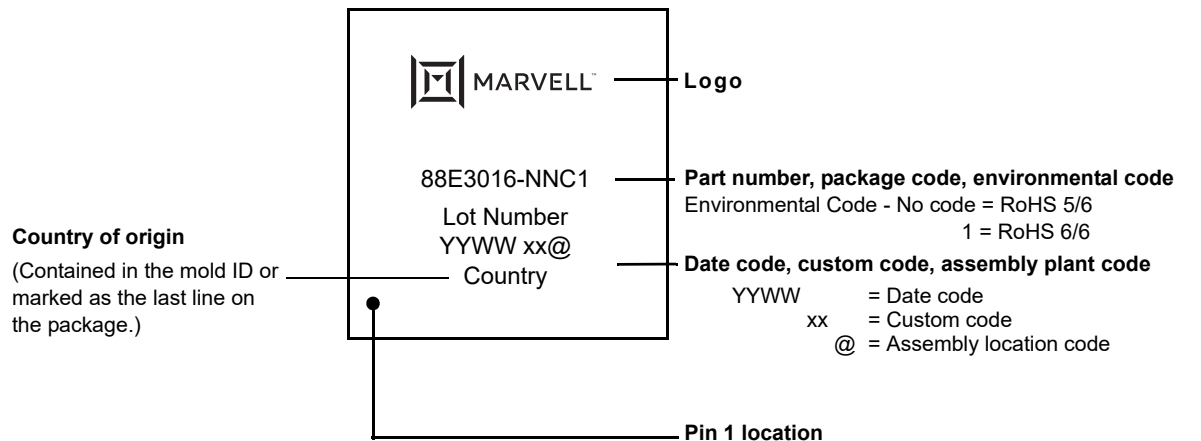 MARVELL™
Logo
88E3016-NNC1
Part number, package code, environmental code
Environmental Code - No code = RoHS 5/6
1 = RoHS 6/6
Lot Number
YYWW xx@
Country
Country of origin
(Contained in the mold ID or
marked as the last line on
the package.)
Date code, custom code, assembly plant code
YYWW = Date code
xx = Custom code
@ = Assembly location code
Pin 1 location